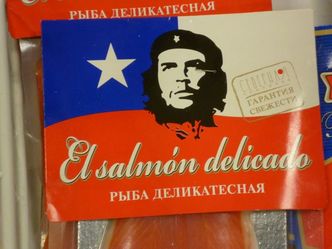 РЫБА ДЕЛИКАТЕСНАЯ
ГАРАНТИЯ
СВЕЖЕСТИ
El salmón delicado
РЫБА ДЕЛИКАТЕСНАЯ